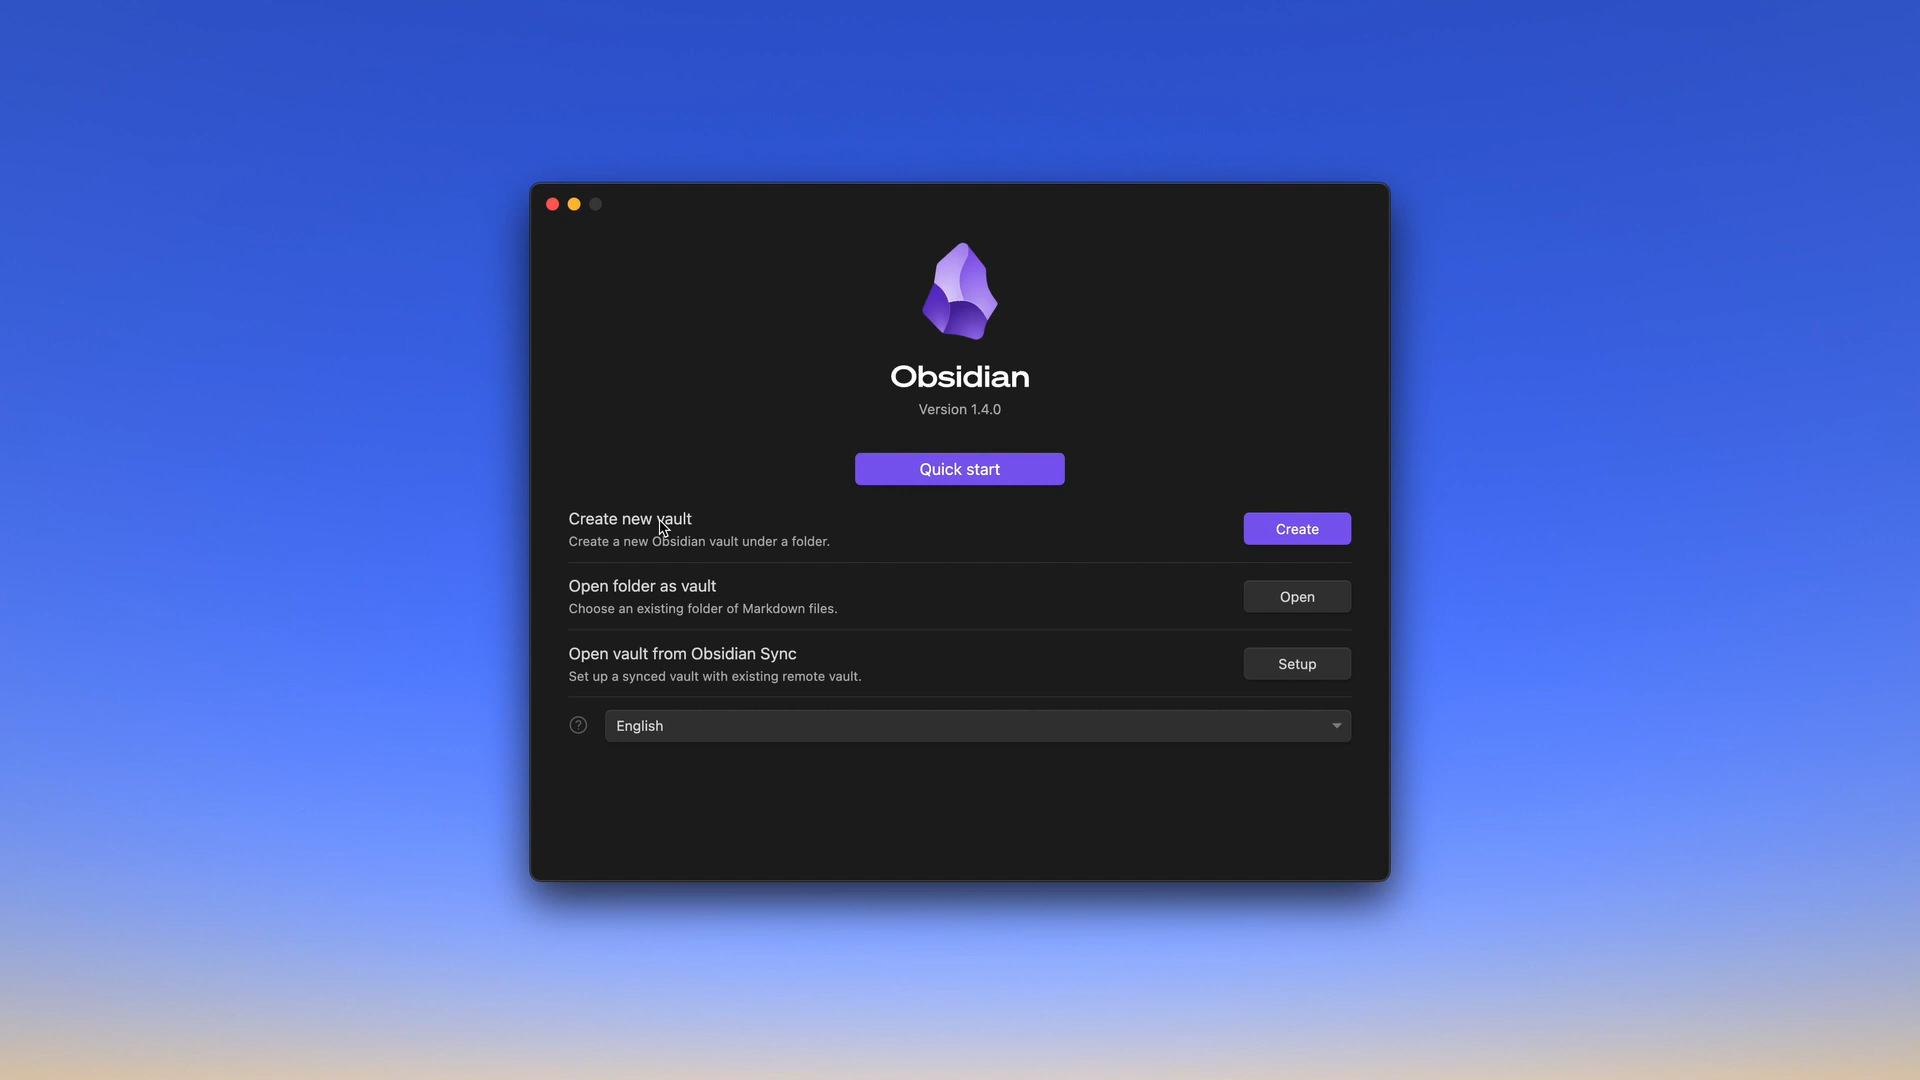 Obsidian
Version 1.4.0
Quick start
Create new vault
Create a new Obsidian vault under a folder.
Create
Open folder as vault
Choose an existing folder of Markdown files.
Open
Open vault from Obsidian Sync
Set up a synced vault with existing remote vault.
Setup
?
English